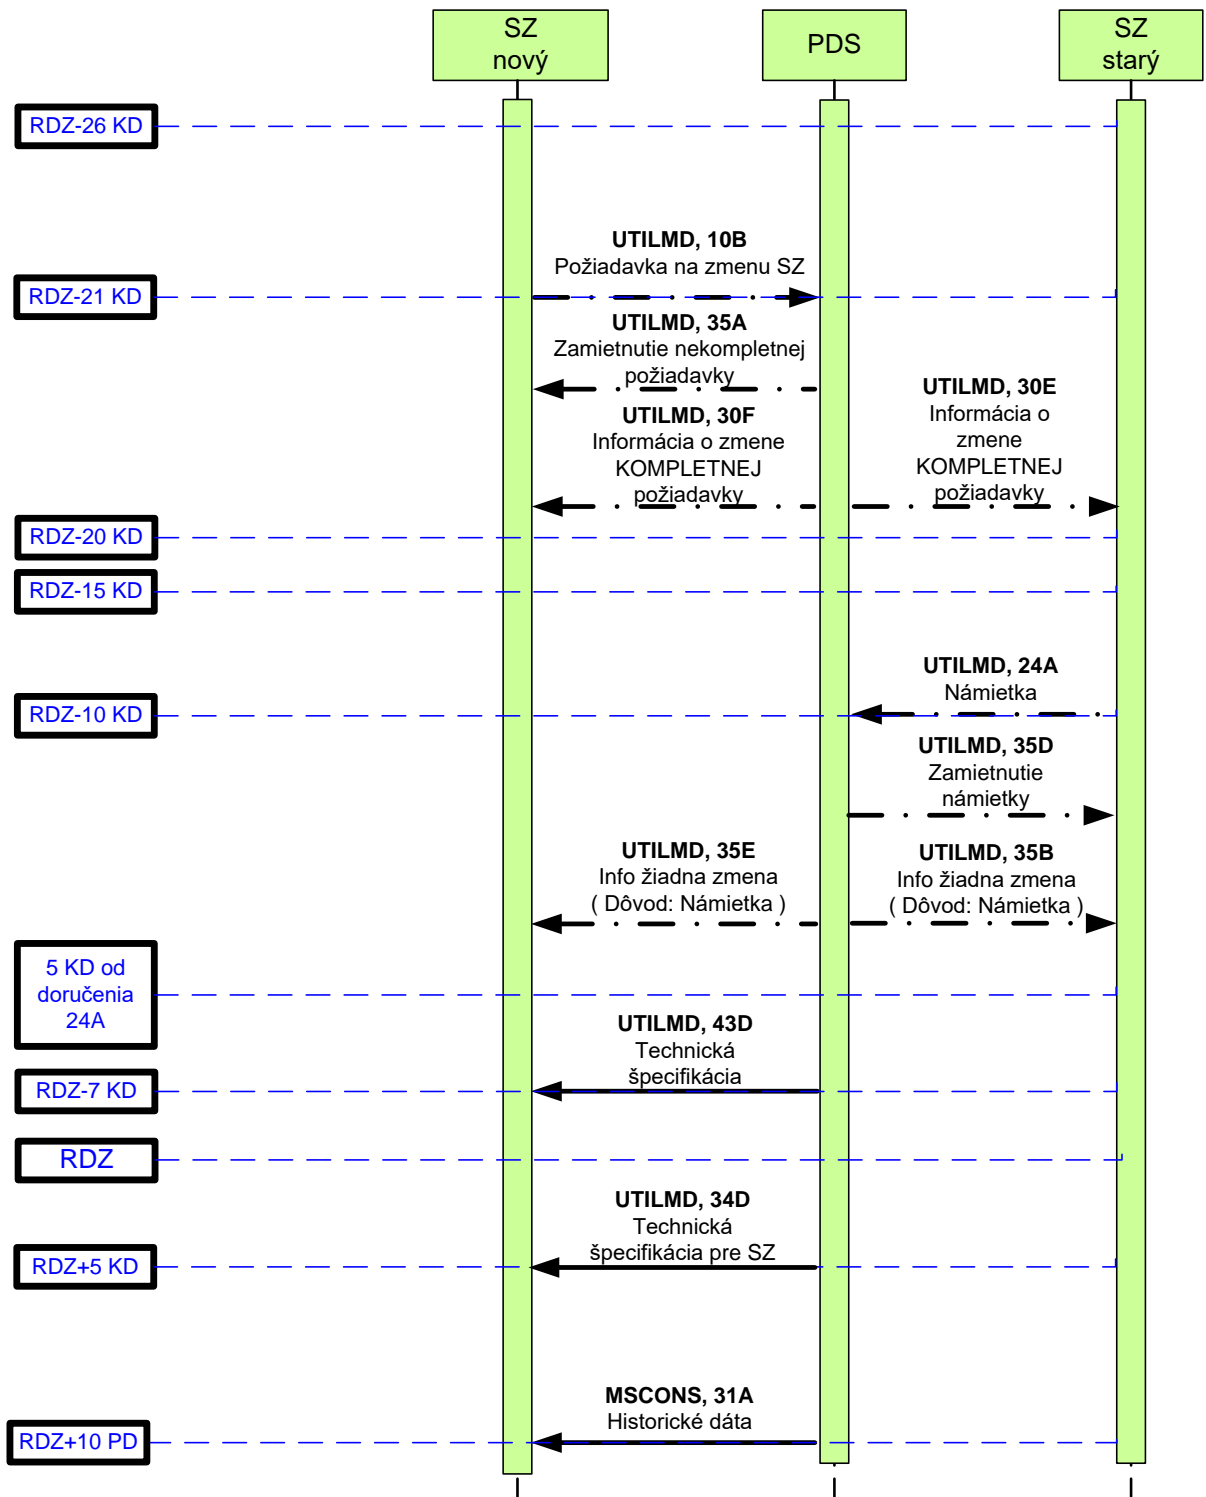 SZ
nový
PDS
SZ
starý
RDZ-26 KD
UTILMD, 10B
Požiadavka na zmenu SZ
RDZ-21 KD
UTILMD, 35A
Zamietnutie nekompletnej
požiadavky
UTILMD, 30F
Informácia o zmene
KOMPLETNEJ
požiadavky
UTILMD, 30E
Informácia o
zmene
KOMPLETNEJ
požiadavky
RDZ-20 KD
RDZ-15 KD
UTILMD, 24A
Námietka
RDZ-10 KD
UTILMD, 35D
Zamietnutie
námietky
UTILMD, 35E
Info žiadna zmena
( Dôvod: Námietka )
UTILMD, 35B
Info žiadna zmena
( Dôvod: Námietka )
5 KD od
doručenia
24A
UTILMD, 43D
Technická
špecifikácia
RDZ-7 KD
RDZ
UTILMD, 34D
Technická
špecifikácia pre SZ
RDZ+5 KD
MSCONS, 31A
Historické dáta
RDZ+10 PD